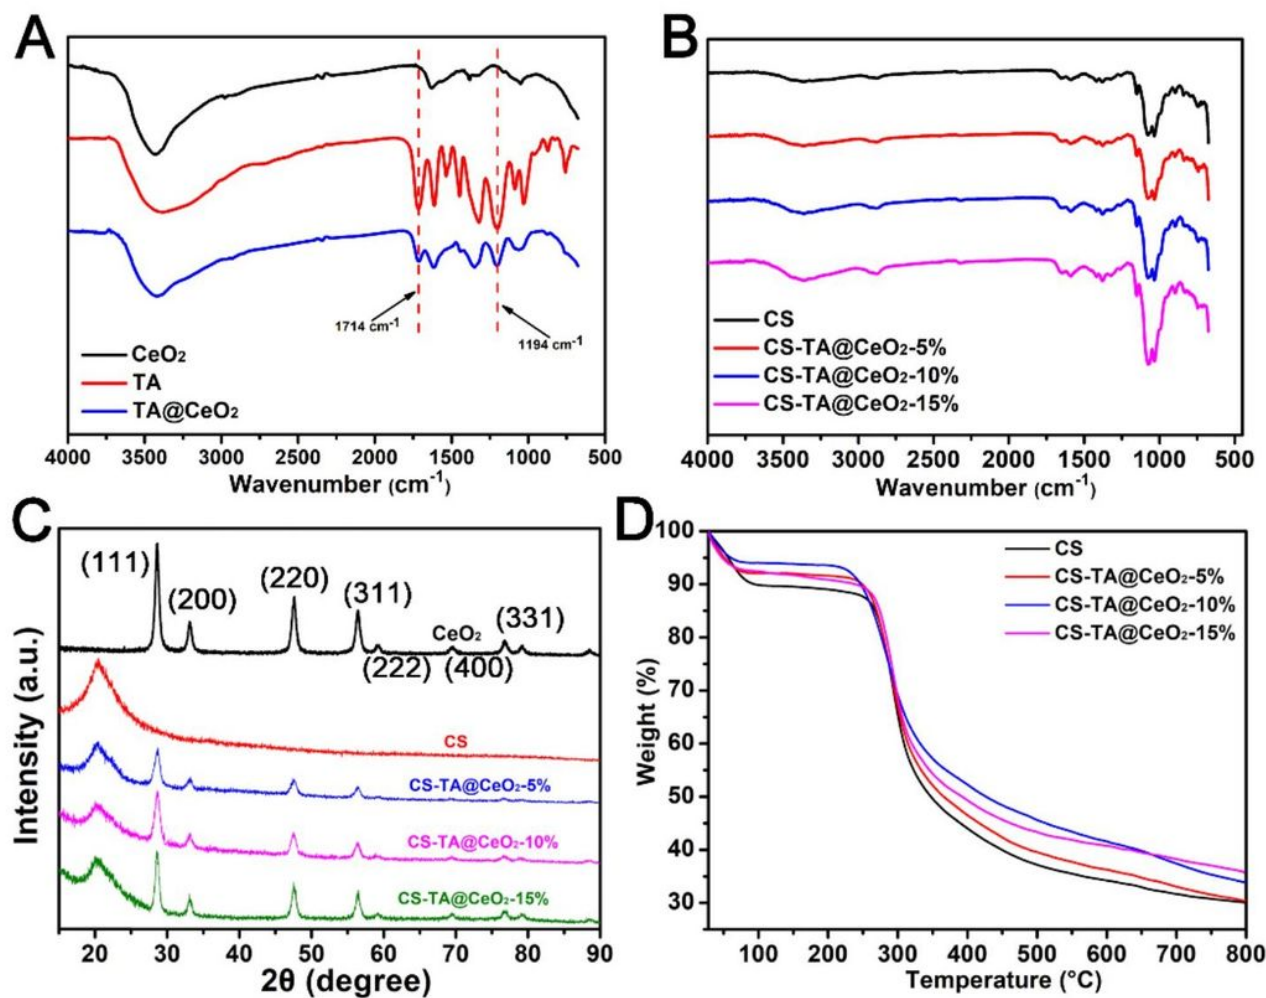 A
1714 cm⁻¹
1194 cm⁻¹
CeO₂
TA
TA@CeO₂
4000 3500 3000 2500 2000 1500 1000 500
Wavenumber (cm⁻¹)
B
CS
CS-TA@CeO₂-5%
CS-TA@CeO₂-10%
CS-TA@CeO₂-15%
4000 3500 3000 2500 2000 1500 1000 500
Wavenumber (cm⁻¹)
C
Intensity (a.u.)
(111)
(200)
(220)
(311)
CeO₂
(331)
(222) (400)
CS
CS-TA@CeO₂-5%
CS-TA@CeO₂-10%
CS-TA@CeO₂-15%
20 30 40 50 60 70 80 90
2θ (degree)
D
Weight (%)
100
90
80
70
60
50
40
30
CS
CS-TA@CeO₂-5%
CS-TA@CeO₂-10%
CS-TA@CeO₂-15%
100 200 300 400 500 600 700 800
Temperature (°C)